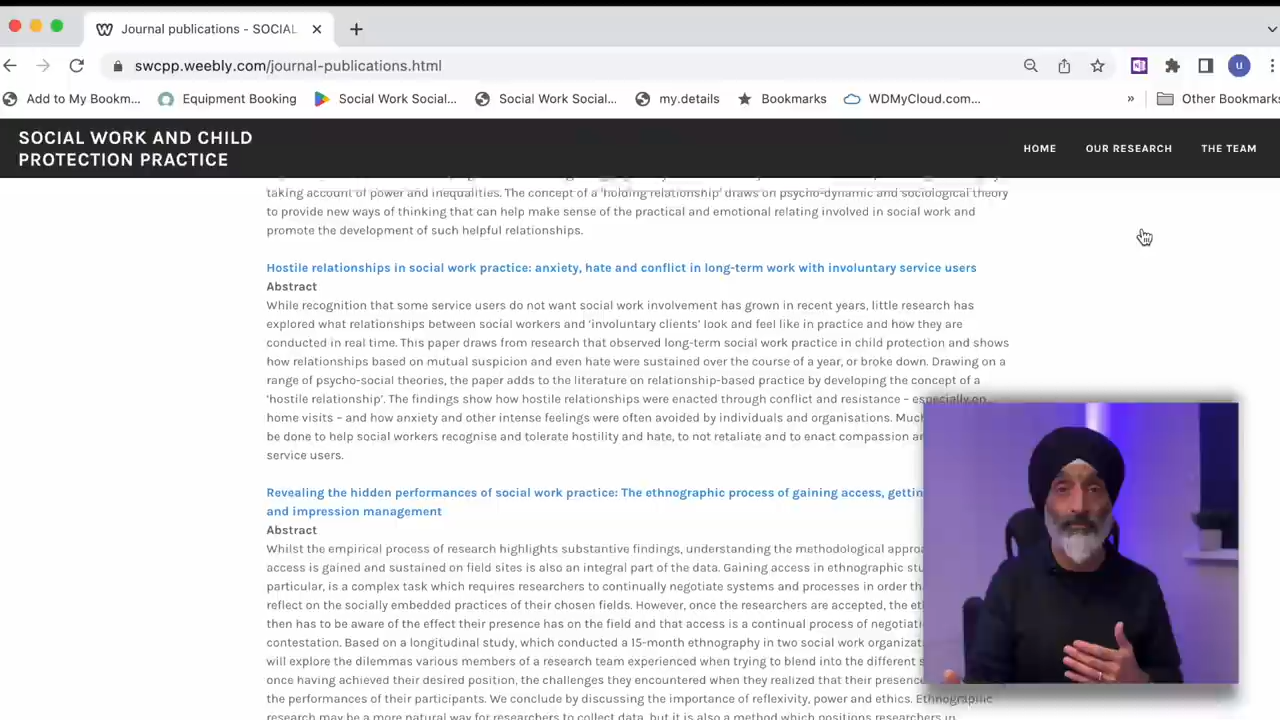 Journal publications - SOCIAL
swcpp.weebly.com/journal-publications.html
u
Add to My Bookm...
Equipment Booking
Social Work Social...
Social Work Social...
my.details
Bookmarks
WDMyCloud.com...
»
Other Bookmarks
SOCIAL WORK AND CHILD
PROTECTION PRACTICE
HOME
OUR RESEARCH
THE TEAM
taking account of power and inequalities. The concept of a 'holding relationship' draws on psycho-dynamic and sociological theory
to provide new ways of thinking that can help make sense of the practical and emotional relating involved in social work and
promote the development of such helpful relationships.
Hostile relationships in social work practice: anxiety, hate and conflict in long-term work with involuntary service users
Abstract
While recognition that some service users do not want social work involvement has grown in recent years, little research has
explored what relationships between social workers and 'involuntary clients' look and feel like in practice and how they are
conducted in real time. This paper draws from research that observed long-term social work practice in child protection and shows
how relationships based on mutual suspicion and even hate were sustained over the course of a year, or broke down. Drawing on a
range of psycho-social theories, the paper adds to the literature on relationship-based practice by developing the concept of a
'hostile relationship'. The findings show how hostile relationships were enacted through conflict and resistance – especially on
home visits – and how anxiety and other intense feelings were often avoided by individuals and organisations. Much
be done to help social workers recognise and tolerate hostility and hate, to not retaliate and to enact compassion
service users.
Revealing the hidden performances of social work practice: The ethnographic process of gaining access,
and impression management
Abstract
Whilst the empirical process of research highlights substantive findings, understanding the methodological
access is gained and sustained on field sites is also an integral part of the data. Gaining access in ethnographic
particular, is a complex task which requires researchers to continually negotiate systems and processes in order
reflect on the socially embedded practices of their chosen fields. However, once the researchers are accepted, the
then has to be aware of the effect their presence has on the field and that access is a continual process of
contestation. Based on a longitudinal study, which conducted a 15-month ethnography in two social work
will explore the dilemmas various members of a research team experienced when trying to blend into the different
once having achieved their desired position, the challenges they encountered when they realized that their
the performances of their participants. We conclude by discussing the importance of reflexivity, power and ethics. Ethnographic
research may be a more natural way for researchers to collect data, but it is also a method which positions researchers in